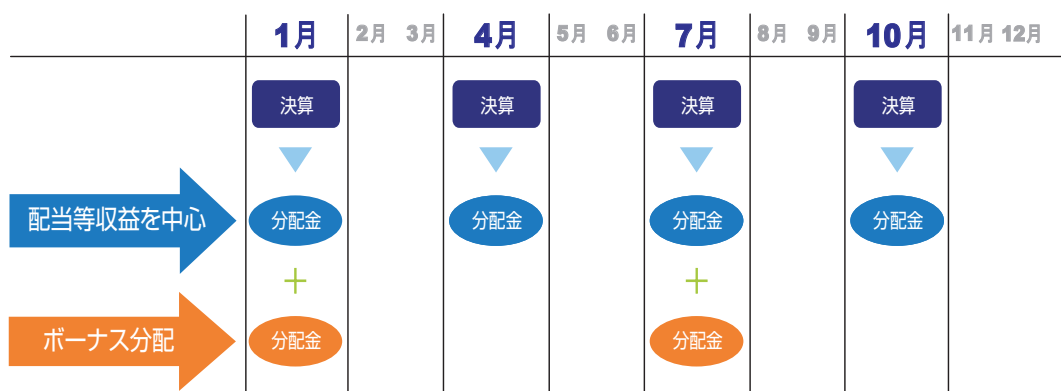 1月 2月 3月 4月 5月 6月 7月 8月 9月 10月 11月 12月
決算 決算 決算 決算
配当等収益を中心 分配金 分配金 分配金 分配金
+ +
ボーナス分配 分配金 分配金